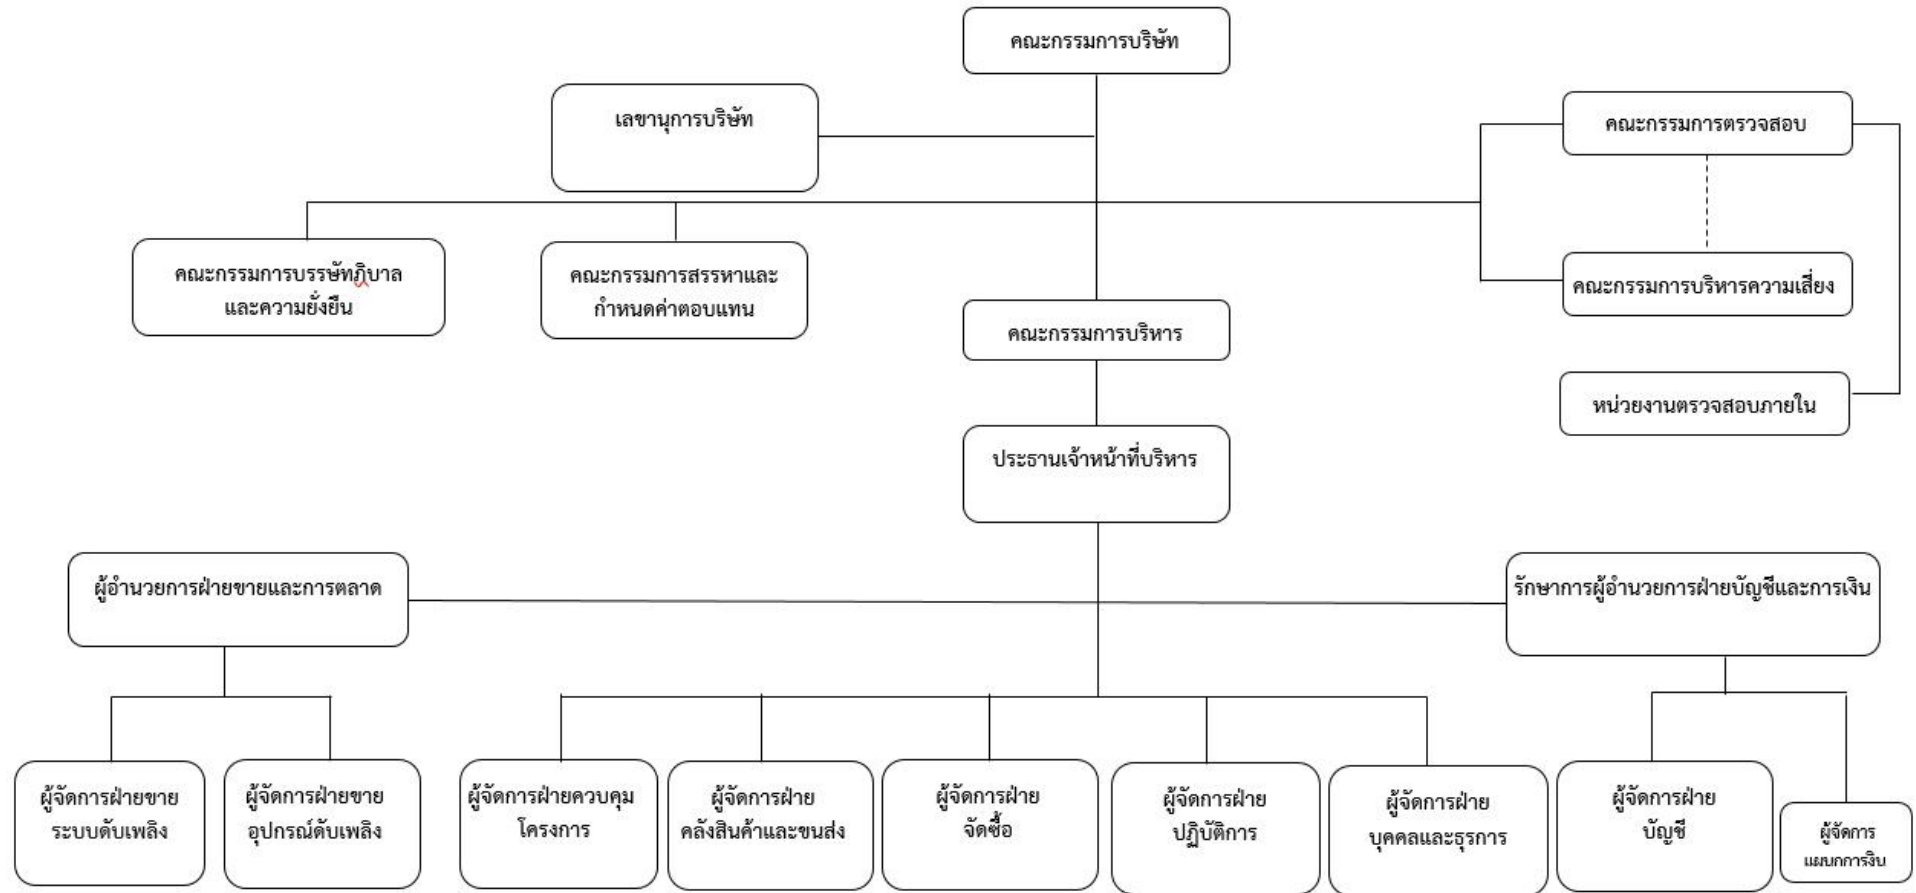 คณะกรรมการบริษัท
เลขานุการบริษัท
คณะกรรมการตรวจสอบ
คณะกรรมการบรรษัทภิบาล
และความยั่งยืน
คณะกรรมการสรรหาและ
กำหนดค่าตอบแทน
คณะกรรมการบริหารความเสี่ยง
คณะกรรมการบริหาร
หน่วยงานตรวจสอบภายใน
ประธานเจ้าหน้าที่บริหาร
ผู้อำนวยการฝ่ายขายและการตลาด
รักษาการผู้อำนวยการฝ่ายบัญชีและการเงิน
ผู้จัดการฝ่ายขาย
ระบบดับเพลิง
ผู้จัดการฝ่ายขาย
อุปกรณ์ดับเพลิง
ผู้จัดการฝ่ายควบคุม
โครงการ
ผู้จัดการฝ่าย
คลังสินค้าและขนส่ง
ผู้จัดการฝ่าย
จัดซื้อ
ผู้จัดการฝ่าย
ปฏิบัติการ
ผู้จัดการฝ่าย
บุคคลและธุรการ
ผู้จัดการฝ่าย
บัญชี
ผู้จัดการ
แผนกการเงิน